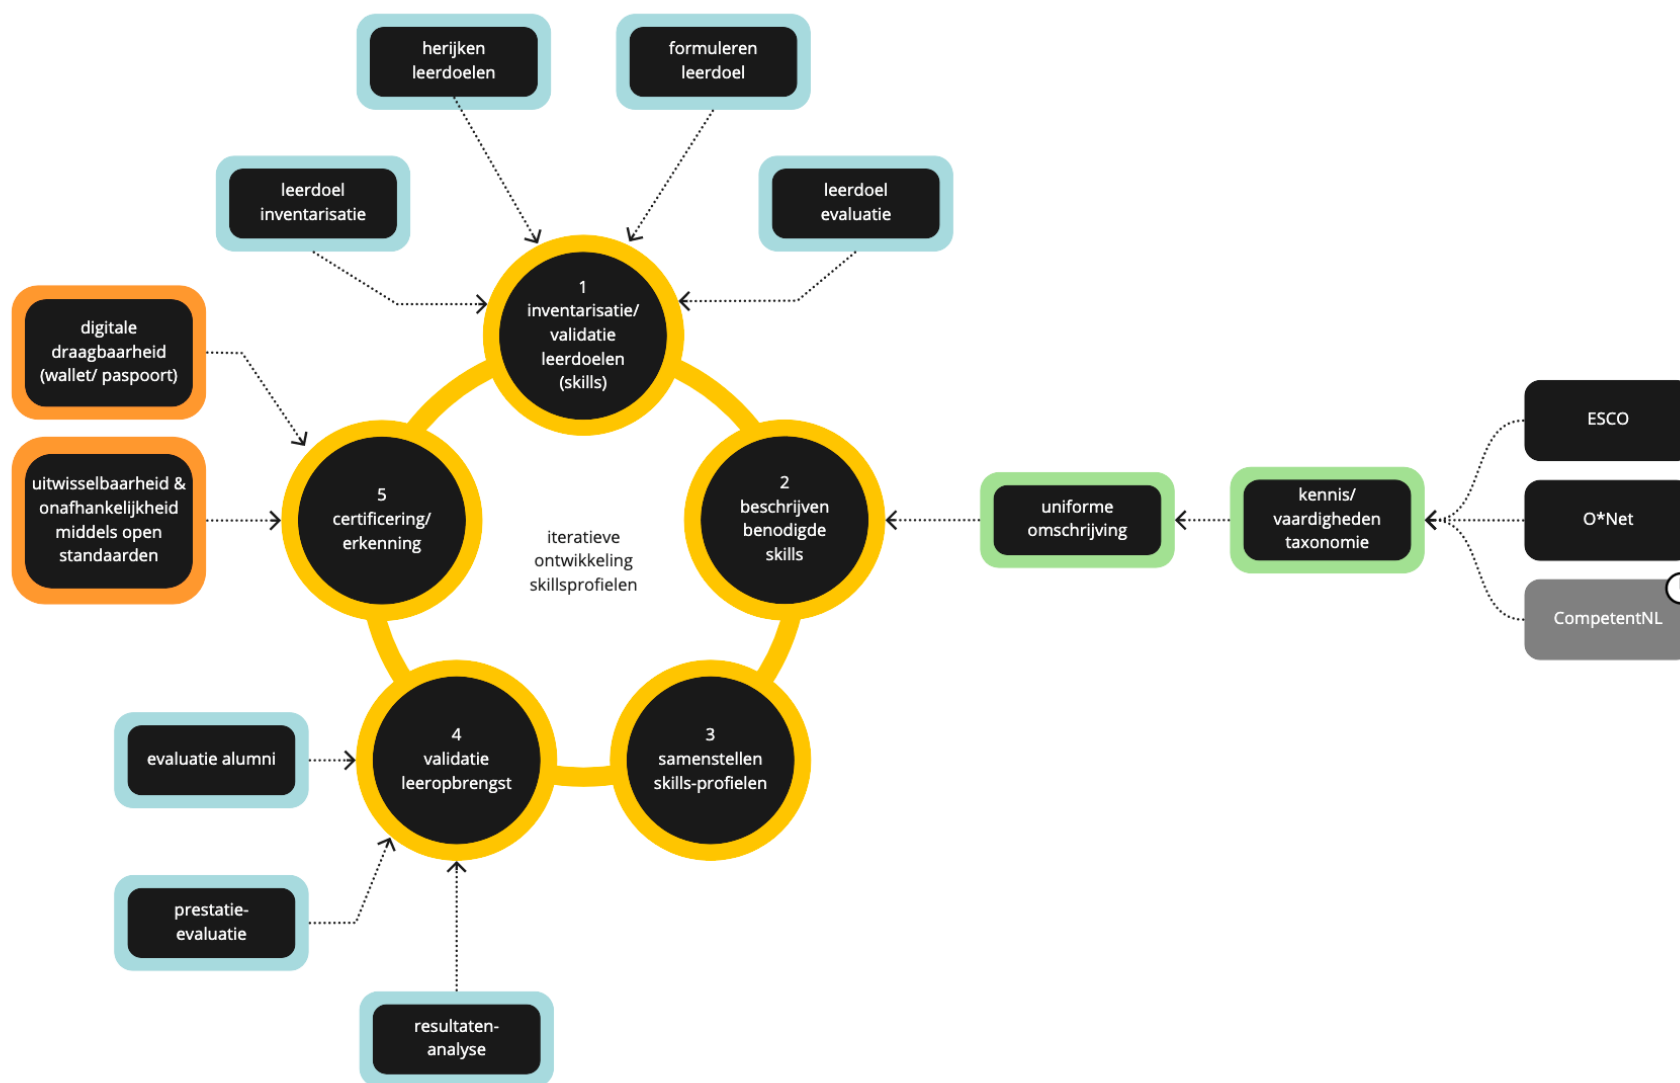 herijken
leerdoelen
formuleren
leerdoel
leerdoel
inventarisatie
leerdoel
evaluatie
1
inventarisatie/
validatie
leerdoelen
(skills)
digitale
draagbaarheid
(wallet/ paspoort)
uitwisselbaarheid &
onafhankelijkheid
middels open
standaarden
5
certificering/
erkenning
iteratieve
ontwikkeling
skillsprofielen
2
beschrijven
benodigde
skills
uniforme
omschrijving
kennis/
vaardigheden
taxonomie
ESCO
O*Net
CompetentNL
4
validatie
leeropbrengst
3
samenstellen
skills-profielen
evaluatie alumni
prestatie-
evaluatie
resultaten-
analyse